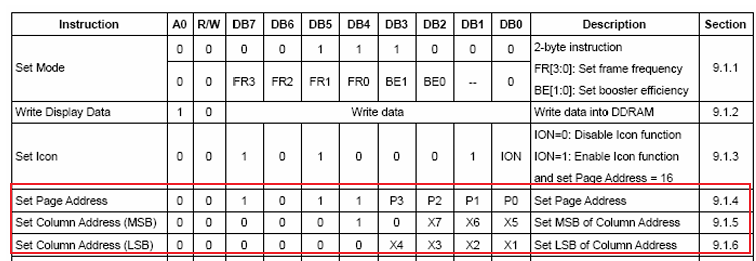 Instruction A0 R/W DB7 DB6 DB5 DB4 DB3 DB2 DB1 DB0 Description Section
Set Mode 0 0 0 0 1 1 1 0 0 0 2-byte instruction 9.1.1
0 0 FR3 FR2 FR1 FR0 BE1 BE0 -- 0 FR[3:0]: Set frame frequency
BE[1:0]: Set booster efficiency
Write Display Data 1 0 Write data Write data into DDRAM 9.1.2
ION=0: Disable Icon function
Set Icon 0 0 1 0 1 0 0 0 1 ION ION=1: Enable Icon function 9.1.3
and set Page Address = 16
Set Page Address 0 0 1 0 1 1 P3 P2 P1 P0 Set Page Address 9.1.4
Set Column Address (MSB) 0 0 0 0 0 1 0 X7 X6 X5 Set MSB of Column Address 9.1.5
Set Column Address (LSB) 0 0 0 0 0 0 X4 X3 X2 X1 Set LSB of Column Address 9.1.6